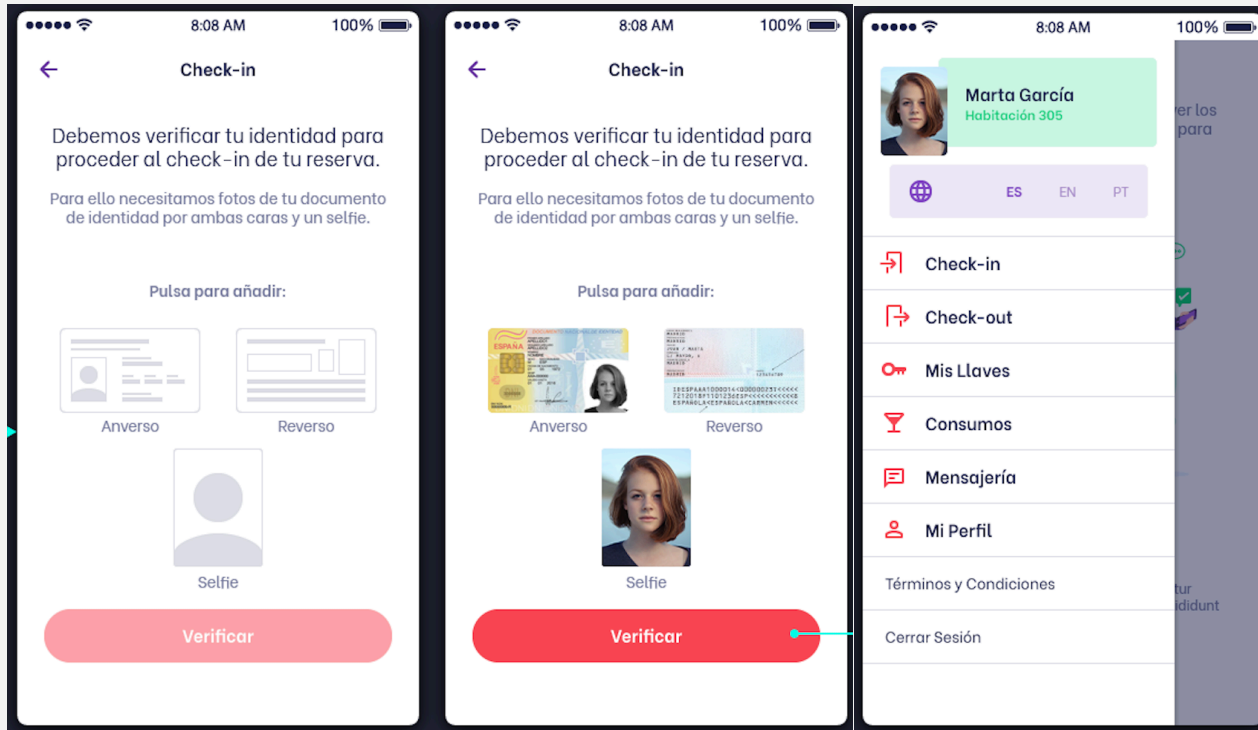 8:08 AM
100%
Check-in
Debemos verificar tu identidad para
proceder al check-in de tu reserva.
Para ello necesitamos fotos de tu documento
de identidad por ambas caras y un selfie.
Pulsa para añadir:
Anverso
Reverso
Selfie
Verificar
8:08 AM
100%
Check-in
Debemos verificar tu identidad para
proceder al check-in de tu reserva.
Para ello necesitamos fotos de tu documento
de identidad por ambas caras y un selfie.
Pulsa para añadir:
ESPAÑA
Anverso
Reverso
Selfie
Verificar
8:08 AM
100%
Marta García
Habitación 305
ES EN PT
Check-in
Check-out
Mis Llaves
Consumos
Mensajería
Mi Perfil
Términos y Condiciones
Cerrar Sesión
er los
para
tur
ididunt